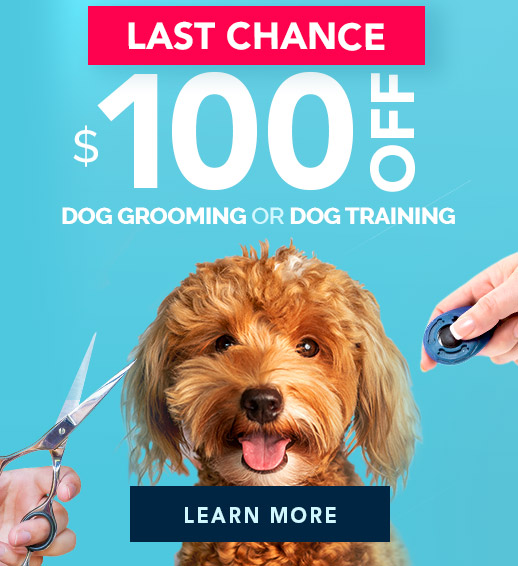 LAST CHANCE
$100 OFF
DOG GROOMING OR DOG TRAINING
LEARN MORE